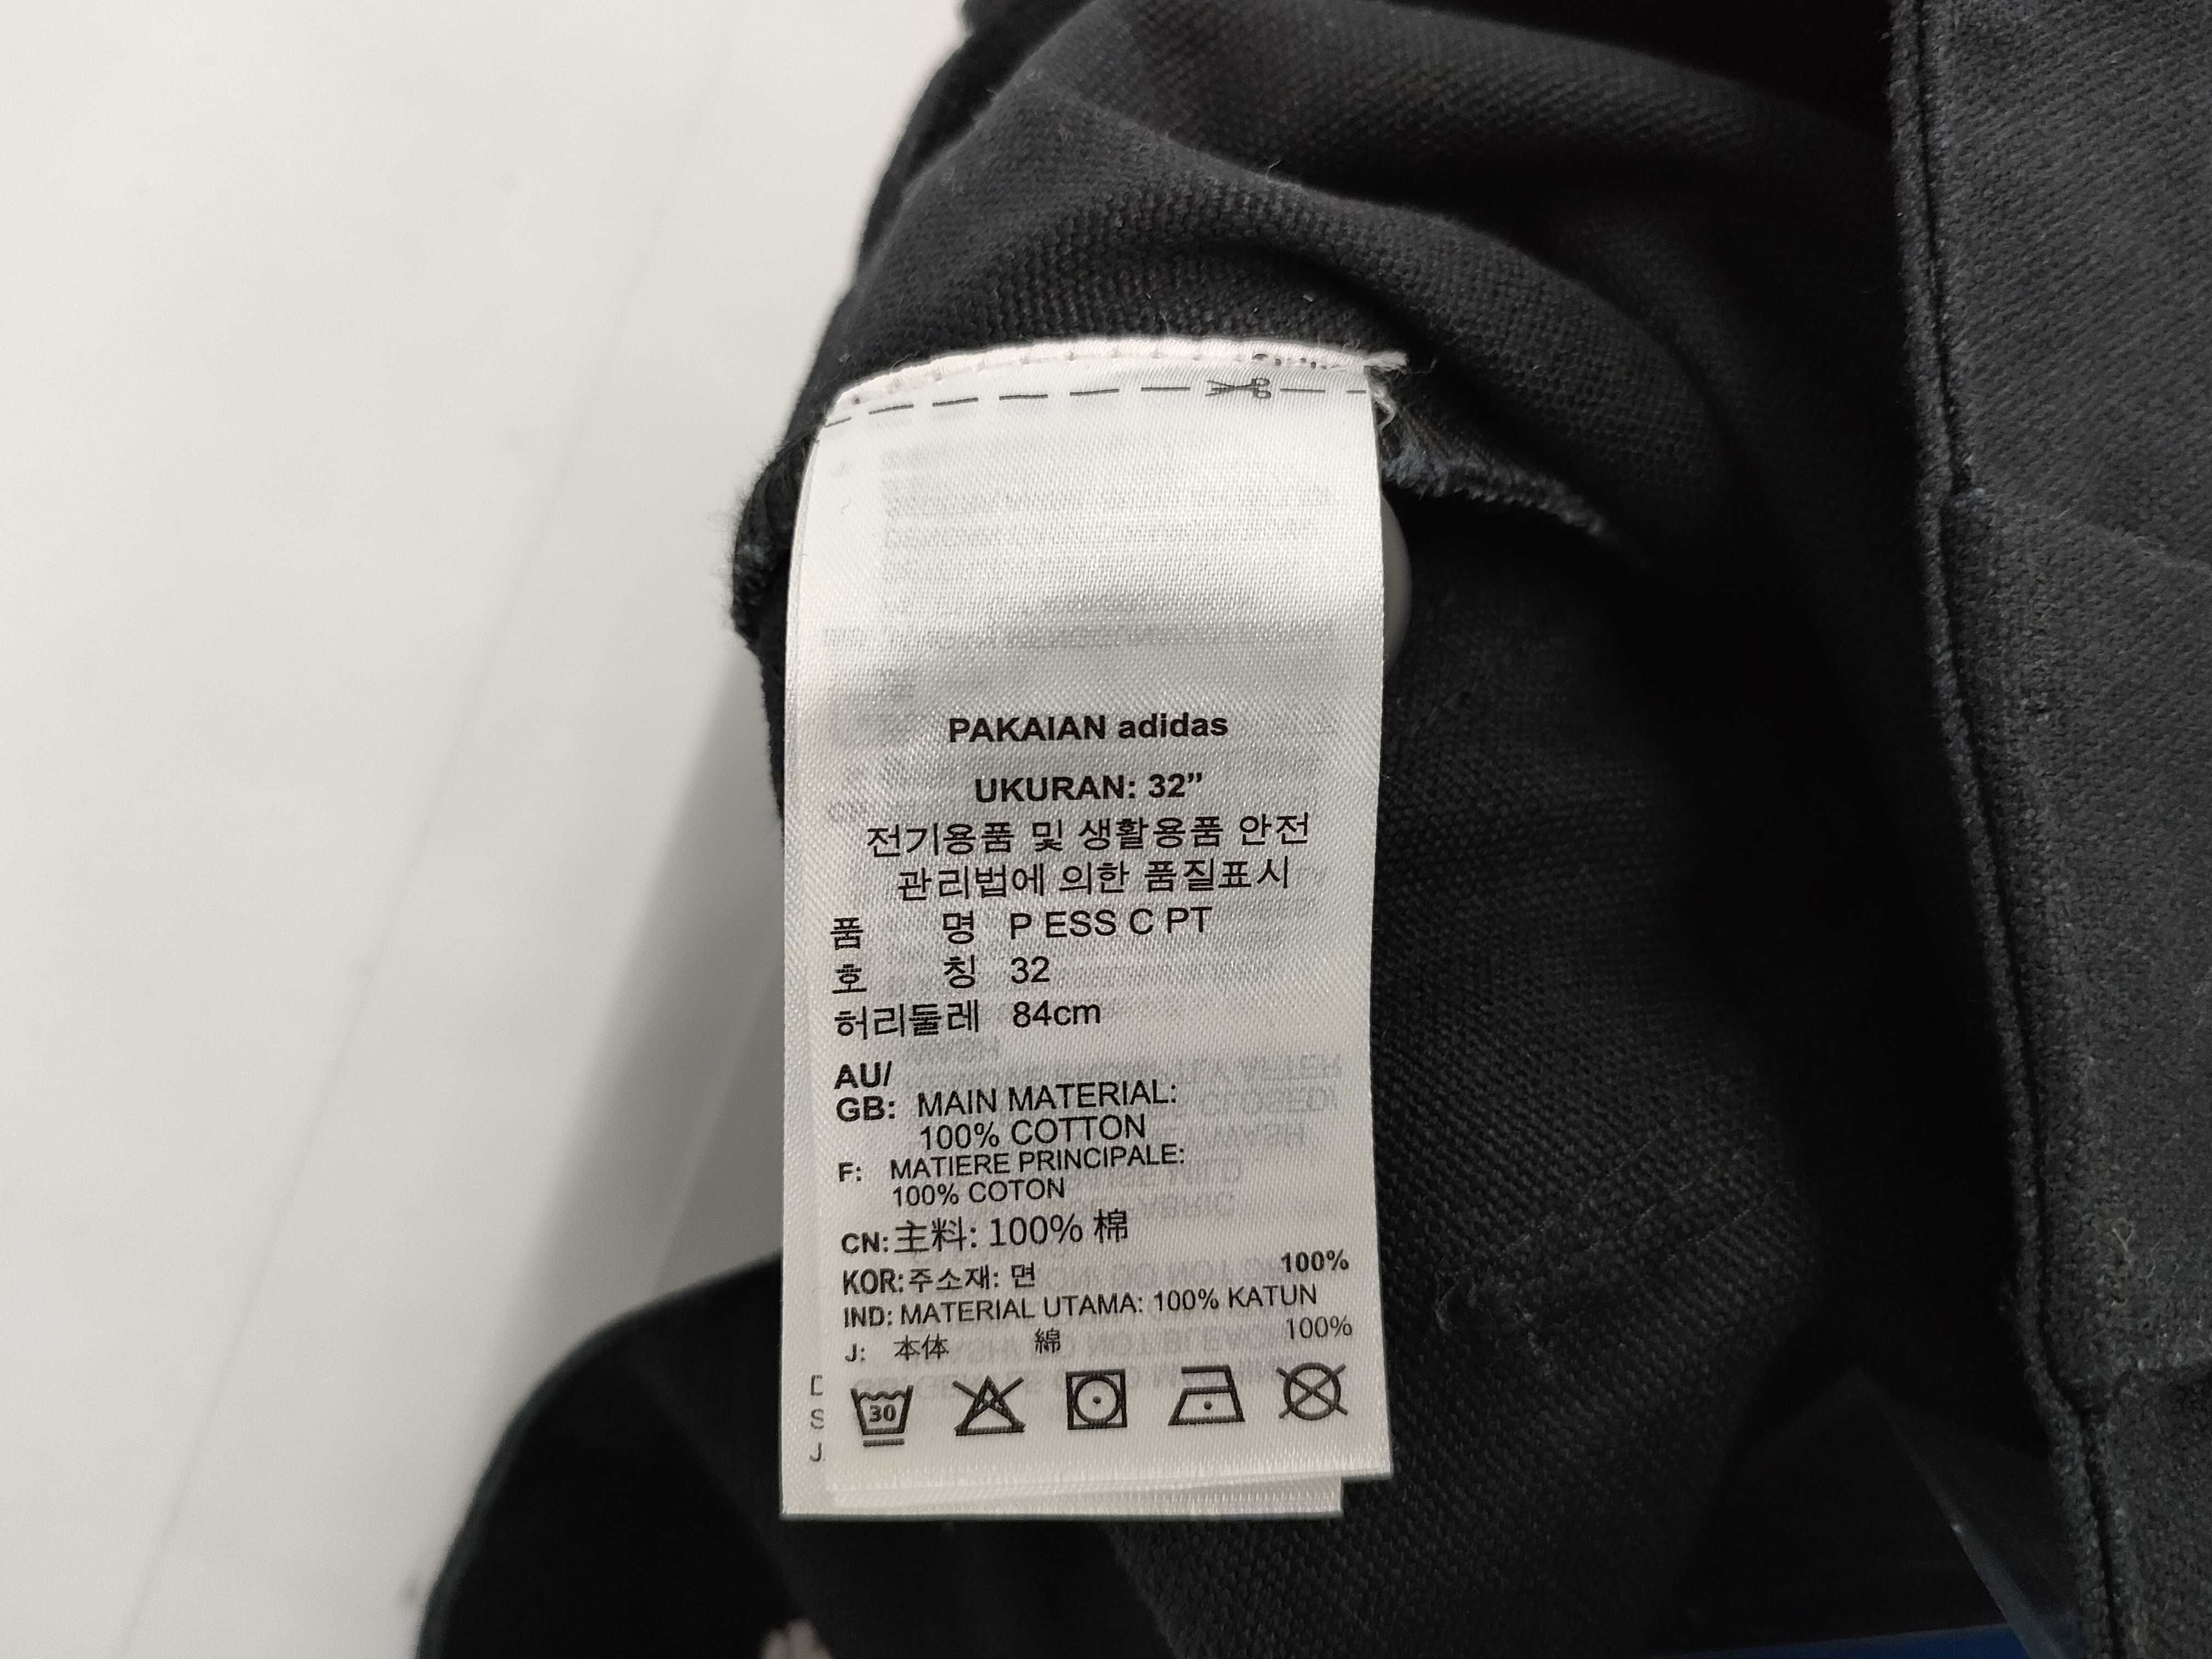 PAKAIAN adidas
UKURAN: 32”
전기용품 및 생활용품 안전
관리법에 의한 품질표시
품 명 P ESS C PT
호 칭 32
허리둘레 84cm
AU/
GB: MAIN MATERIAL:
100% COTTON
F: MATIERE PRINCIPALE:
100% COTON
CN: 主料: 100% 棉
KOR: 주소재: 면 100%
IND: MATERIAL UTAMA: 100% KATUN
J: 本体 綿 100%
D
S
J
30